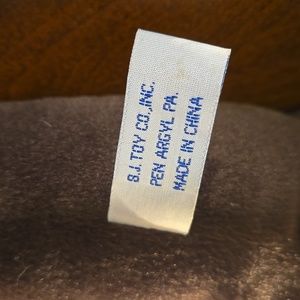 B.J. TOY CO.,INC.
PEN ARGYL PA.
MADE IN CHINA